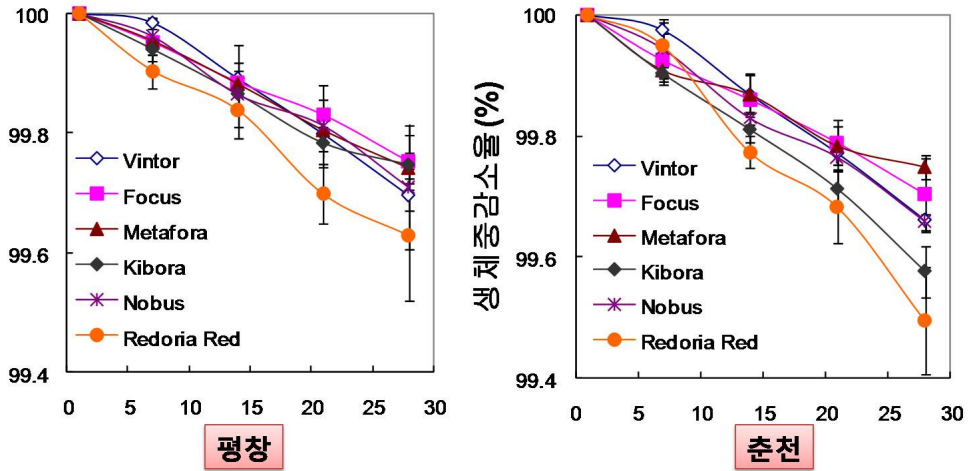 100
99.8
99.6
99.4
0
5
10
15
20
25
30
Vintor
Focus
Metafora
Kibora
Nobus
Redoria Red
평창
생체중감소율 (%)
100
99.8
99.6
99.4
0
5
10
15
20
25
30
Vintor
Focus
Metafora
Kibora
Nobus
Redoria Red
춘천